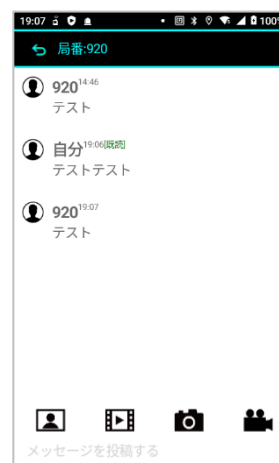 19:07 100%
局番:920
920 14:46
テスト
自分 19:06[既読]
テストテスト
920 19:07
テスト
メッセージを投稿する